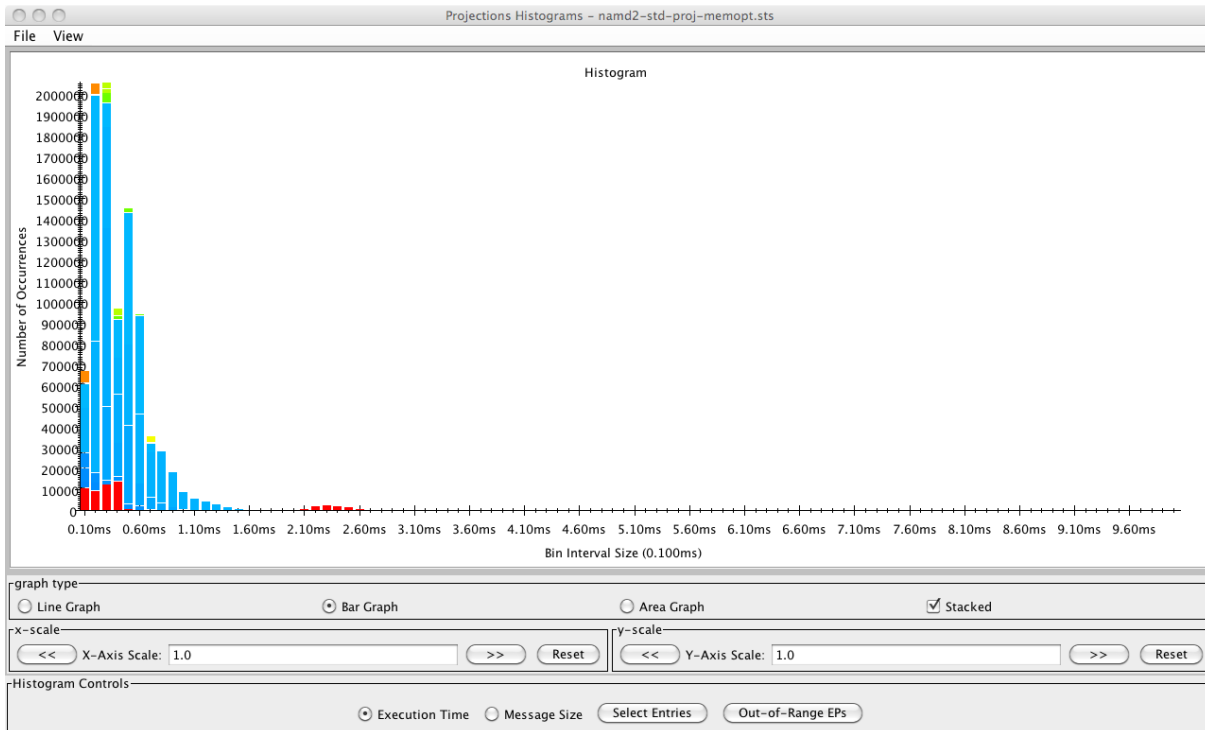 Projections Histograms – namd2-std-proj-memopt.sts
File View
Histogram
Number of Occurrences
2000000
1900000
1800000
1700000
1600000
1500000
1400000
1300000
1200000
1100000
1000000
900000
800000
700000
600000
500000
400000
300000
200000
100000
0
0.10ms 0.60ms 1.10ms 1.60ms 2.10ms 2.60ms 3.10ms 3.60ms 4.10ms 4.60ms 5.10ms 5.60ms 6.10ms 6.60ms 7.10ms 7.60ms 8.10ms 8.60ms 9.10ms 9.60ms
Bin Interval Size (0.100ms)
graph type
Line Graph Bar Graph Area Graph Stacked
x-scale y-scale
<< X-Axis Scale: 1.0 >> Reset << Y-Axis Scale: 1.0 >> Reset
Histogram Controls
Execution Time Message Size Select Entries Out-of-Range EPs